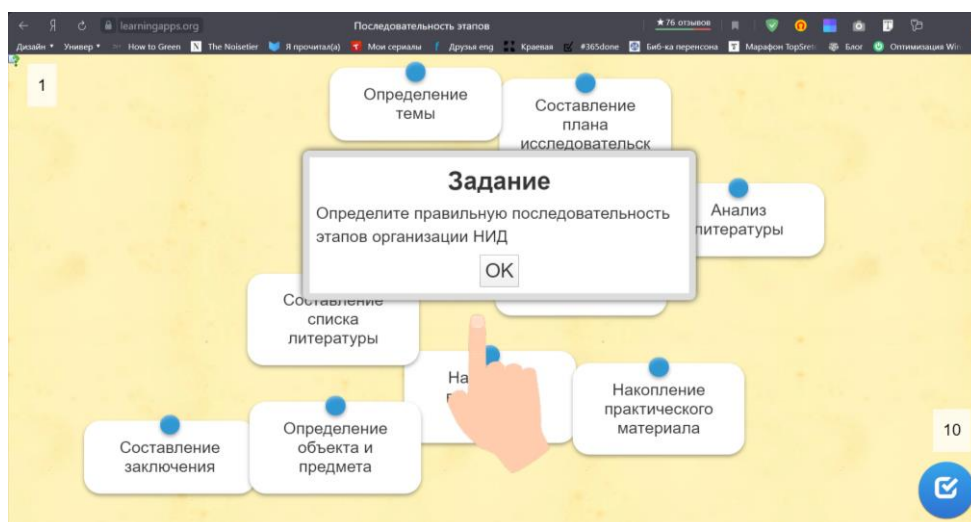 learningapps.org
Последовательность этапов
★76 отзывов
Дизайн
Универ
How to Green
The Noisetier
Я прочитал(а)
Мои сериалы
Друзья eng
Краевая
#365done
Биб-ка перенсона
Марафон TopSreb
Блог
Оптимизация Win
1
Определение
темы
Составление
плана
исследовательск
Задание
Определите правильную последовательность
этапов организации НИД
OK
Анализ
литературы
Составление
списка
литературы
На
Накопление
практического
материала
Определение
объекта и
предмета
Составление
заключения
10